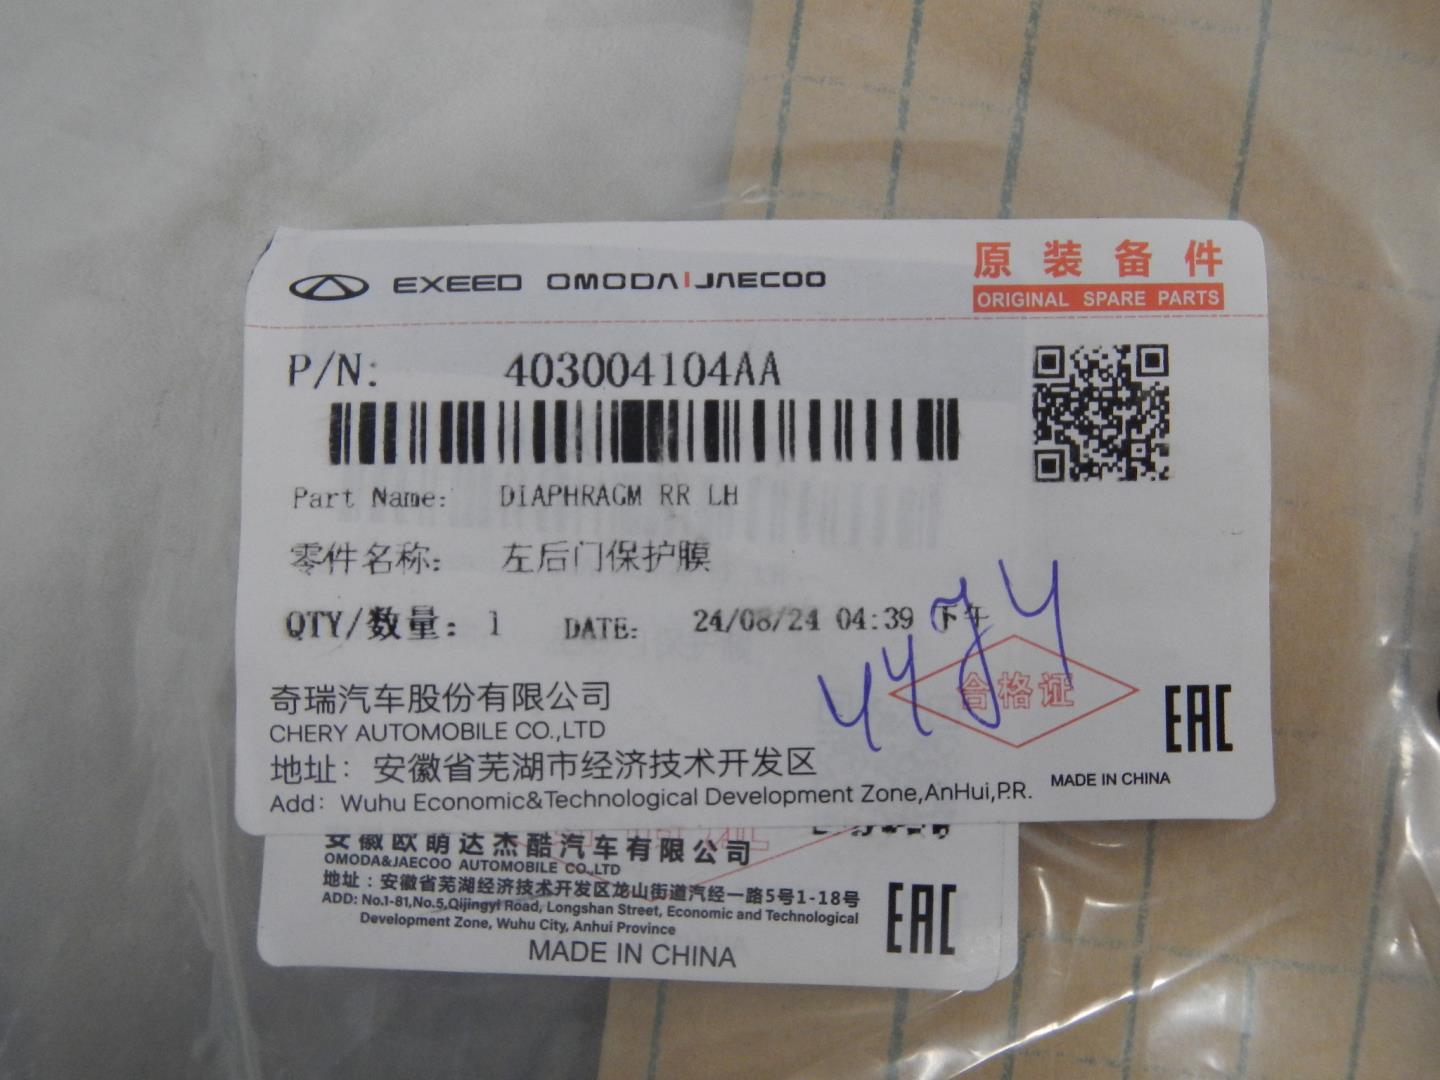 EXEED OMODA|JAECOO
原装备件
ORIGINAL SPARE PARTS
P/N: 403004104AA
Part Name: DIAPHRAGM RR LH
零件名称: 左后门保护膜
QTY/数量: 1 DATE: 24/08/24 04:39 下午
合格证
奇瑞汽车股份有限公司
CHERY AUTOMOBILE CO.,LTD
地址: 安徽省芜湖市经济技术开发区
Add: Wuhu Economic&Technological Development Zone,AnHui,P.R.
EAC
MADE IN CHINA
安徽欧萌达杰酷汽车有限公司
OMODA&JAECOO AUTOMOBILE CO.,LTD
地址：安徽省芜湖经济技术开发区龙山街道汽经一路5号1-18号
ADD: No.1-81,No.5,Qijingyi Road, Longshan Street, Economic and Technological
Development Zone, Wuhu City, Anhui Province
MADE IN CHINA
EAC